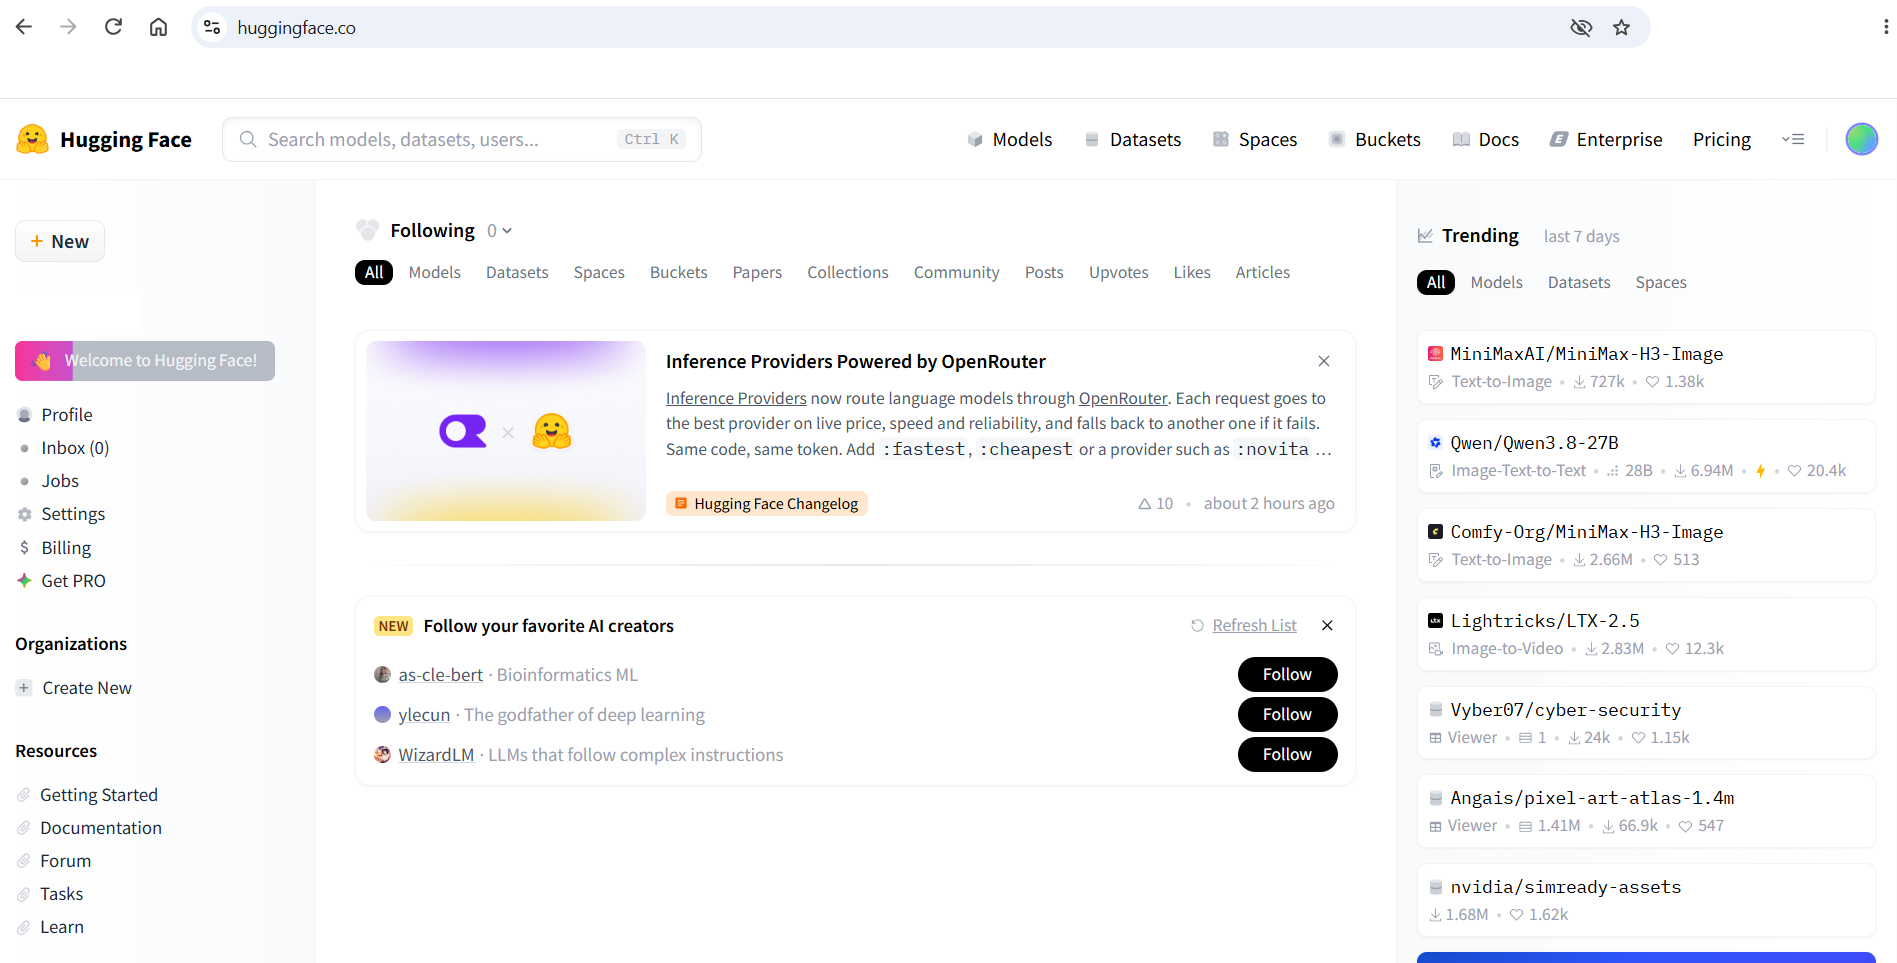 huggingface.co
Hugging Face
Search models, datasets, users...
Ctrl K
Models
Datasets
Spaces
Buckets
Docs
Enterprise
Pricing
+ New
Welcome to Hugging Face!
Profile
Inbox (0)
Jobs
Settings
Billing
Get PRO
Organizations
Create New
Resources
Getting Started
Documentation
Forum
Tasks
Learn
Following 0
All Models Datasets Spaces Buckets Papers Collections Community Posts Upvotes Likes Articles
Inference Providers Powered by OpenRouter
Inference Providers now route language models through OpenRouter. Each request goes to
the best provider on live price, speed and reliability, and falls back to another one if it fails.
Same code, same token. Add :fastest, :cheapest or a provider such as :novita ...
Hugging Face Changelog
10 • about 2 hours ago
NEW Follow your favorite AI creators
Refresh List
as-cle-bert · Bioinformatics ML
Follow
ylecun · The godfather of deep learning
Follow
WizardLM · LLMs that follow complex instructions
Follow
Trending last 7 days
All Models Datasets Spaces
MiniMaxAI/MiniMax-H3-Image
Text-to-Image • 727k • 1.38k
Qwen/Qwen3.8-27B
Image-Text-to-Text • 28B • 6.94M • • 20.4k
Comfy-Org/MiniMax-H3-Image
Text-to-Image • 2.66M • 513
Lightricks/LTX-2.5
Image-to-Video • 2.83M • 12.3k
Vyber07/cyber-security
Viewer • 1 • 24k • 1.15k
Angais/pixel-art-atlas-1.4m
Viewer • 1.41M • 66.9k • 547
nvidia/simready-assets
1.68M • 1.62k